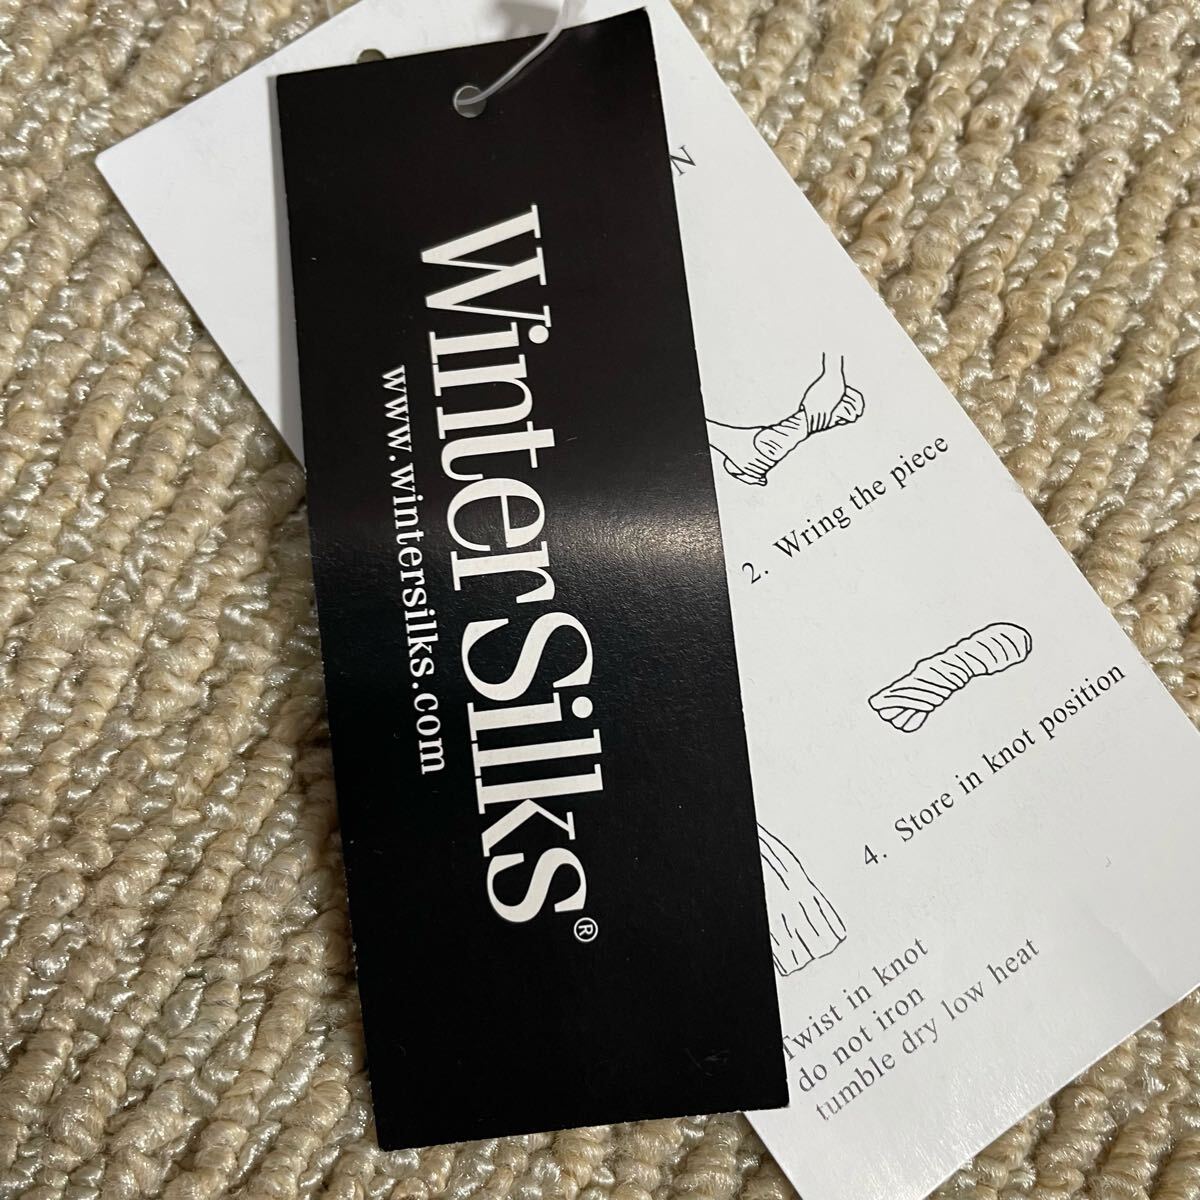 WinterSilks®
www.wintersilks.com
N
2. Wring the piece
4. Store in knot position
Twist in knot
do not iron
tumble dry low heat